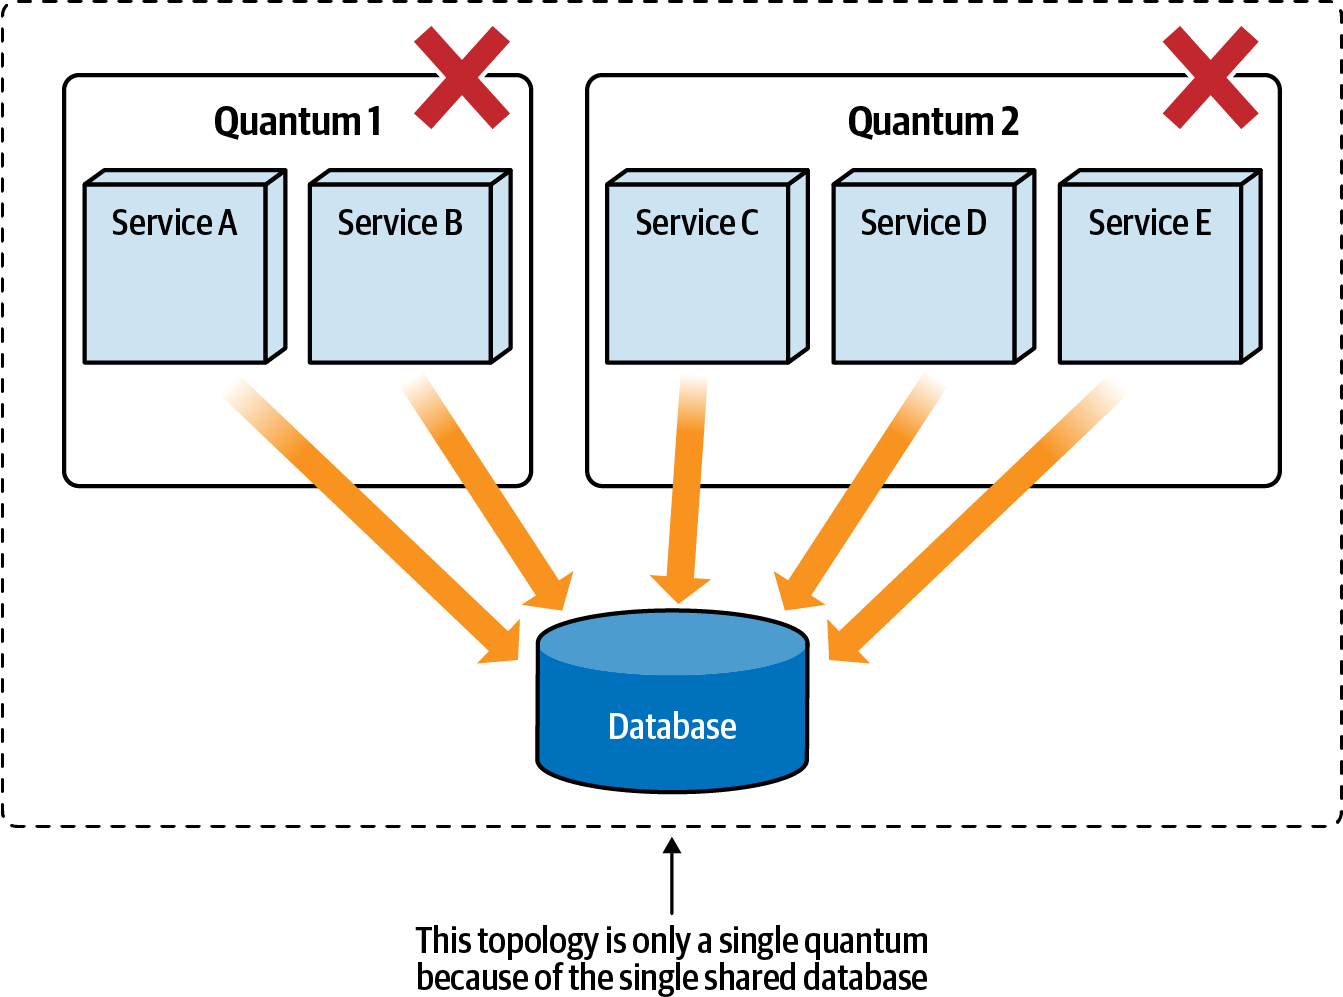 Quantum 1
Quantum 2
Service A
Service B
Service C
Service D
Service E
Database
This topology is only a single quantum
because of the single shared database